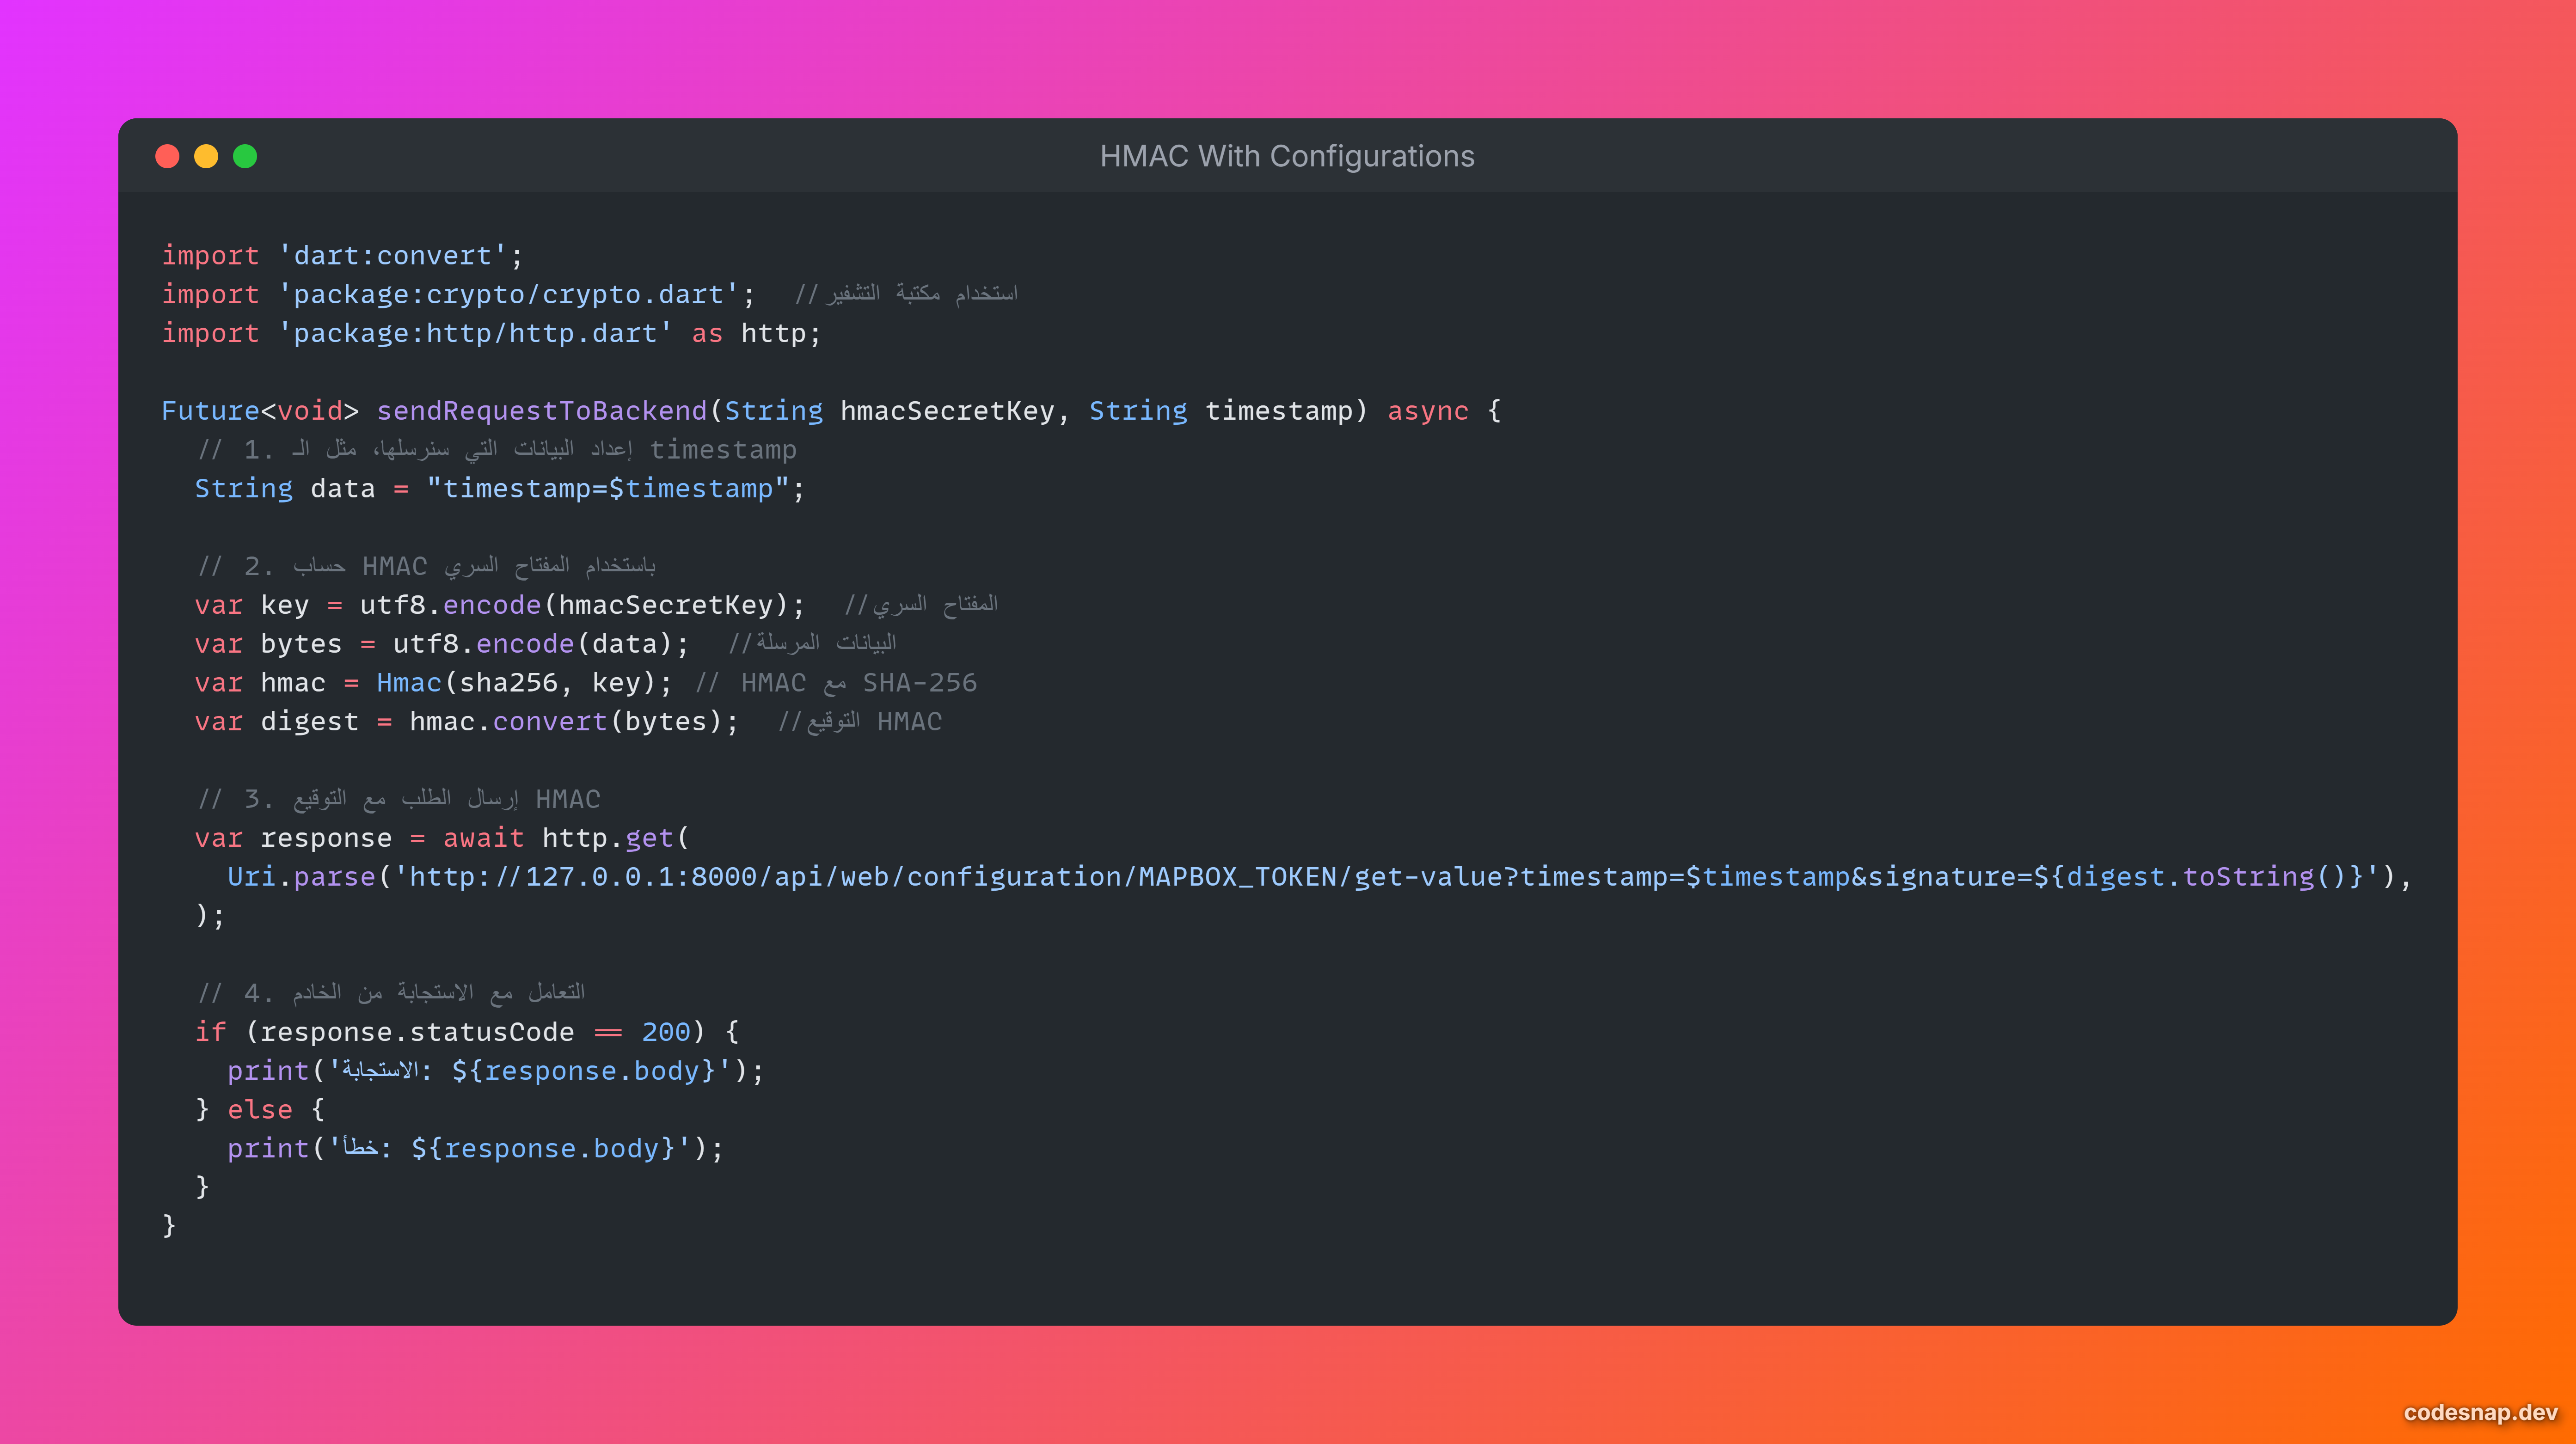 HMAC With Configurations
import 'dart:convert';
import 'package:crypto/crypto.dart';  // استخدام مكتبة التشفير
import 'package:http/http.dart' as http;
Future<void> sendRequestToBackend(String hmacSecretKey, String timestamp) async {
  // 1. إعداد البيانات التي سنرسلها، مثل الـ timestamp
  String data = "timestamp=$timestamp";
  // 2. حساب HMAC باستخدام المفتاح السري
  var key = utf8.encode(hmacSecretKey);  // المفتاح السري
  var bytes = utf8.encode(data);  // البيانات المرسلة
  var hmac = Hmac(sha256, key); // HMAC مع SHA-256
  var digest = hmac.convert(bytes);  // التوقيع HMAC
  // 3. إرسال الطلب مع التوقيع HMAC
  var response = await http.get(
    Uri.parse('http://127.0.0.1:8000/api/web/configuration/MAPBOX_TOKEN/get-value?timestamp=$timestamp&signature=${digest.toString()}'),
  );
  // 4. التعامل مع الاستجابة من الخادم
  if (response.statusCode == 200) {
    print('الاستجابة: ${response.body}');
  } else {
    print('خطأ: ${response.body}');
  }
}
codesnap.dev